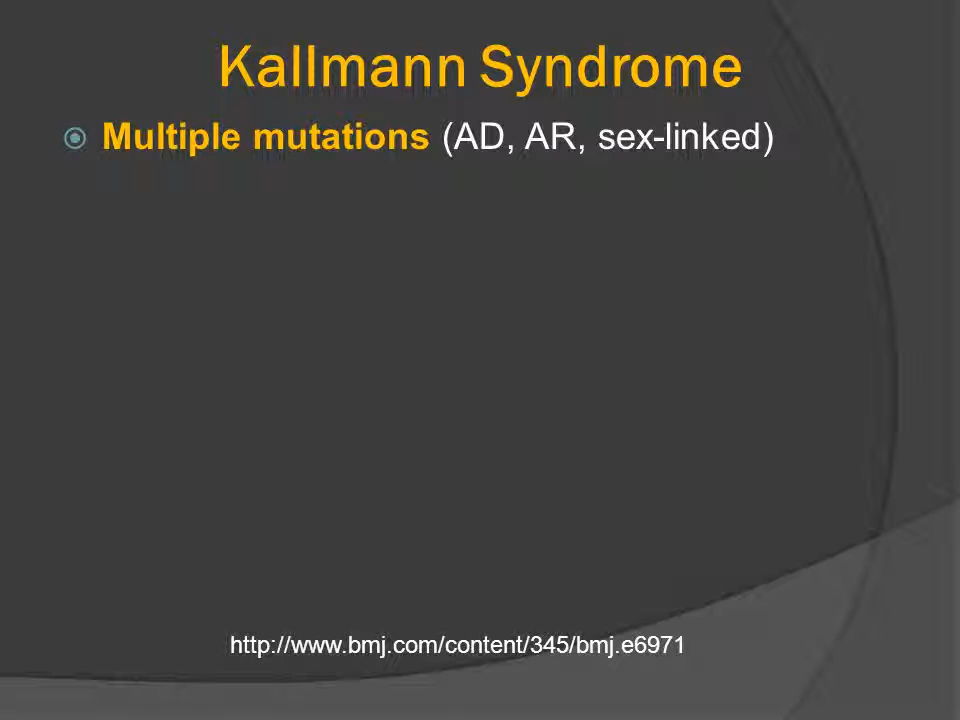 Kallmann Syndrome
Multiple mutations (AD, AR, sex-linked)
http://www.bmj.com/content/345/bmj.e6971